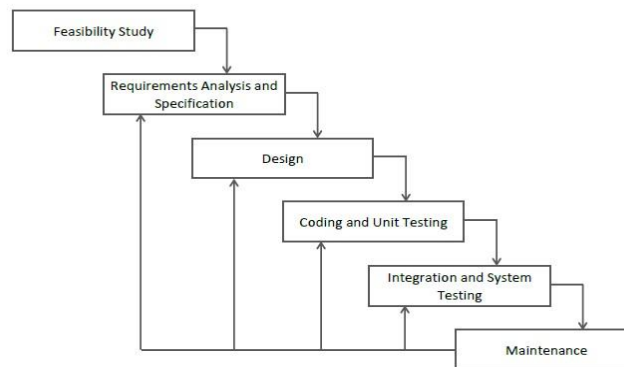 Feasibility Study
Requirements Analysis and
Specification
Design
Coding and Unit Testing
Integration and System
Testing
Maintenance